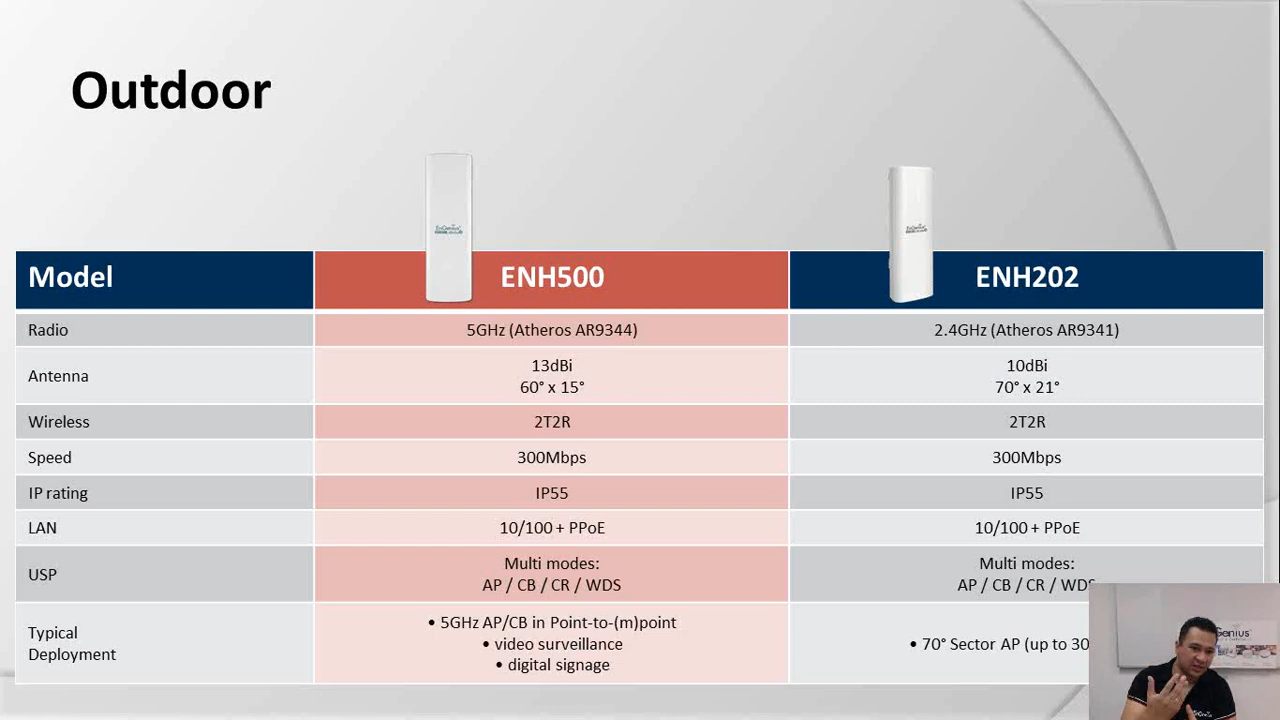 Outdoor
EnGenius
EnGenius
Model ENH500 ENH202
Radio 5GHz (Atheros AR9344) 2.4GHz (Atheros AR9341)
Antenna
13dBi
60° x 15°
10dBi
70° x 21°
Wireless 2T2R 2T2R
Speed 300Mbps 300Mbps
IP rating IP55 IP55
LAN 10/100 + PPoE 10/100 + PPoE
USP
Multi modes:
AP / CB / CR / WDS
Multi modes:
AP / CB / CR / WDS
Typical
Deployment
• 5GHz AP/CB in Point-to-(m)point
• video surveillance
• digital signage
• 70° Sector AP (up to 30
Genius